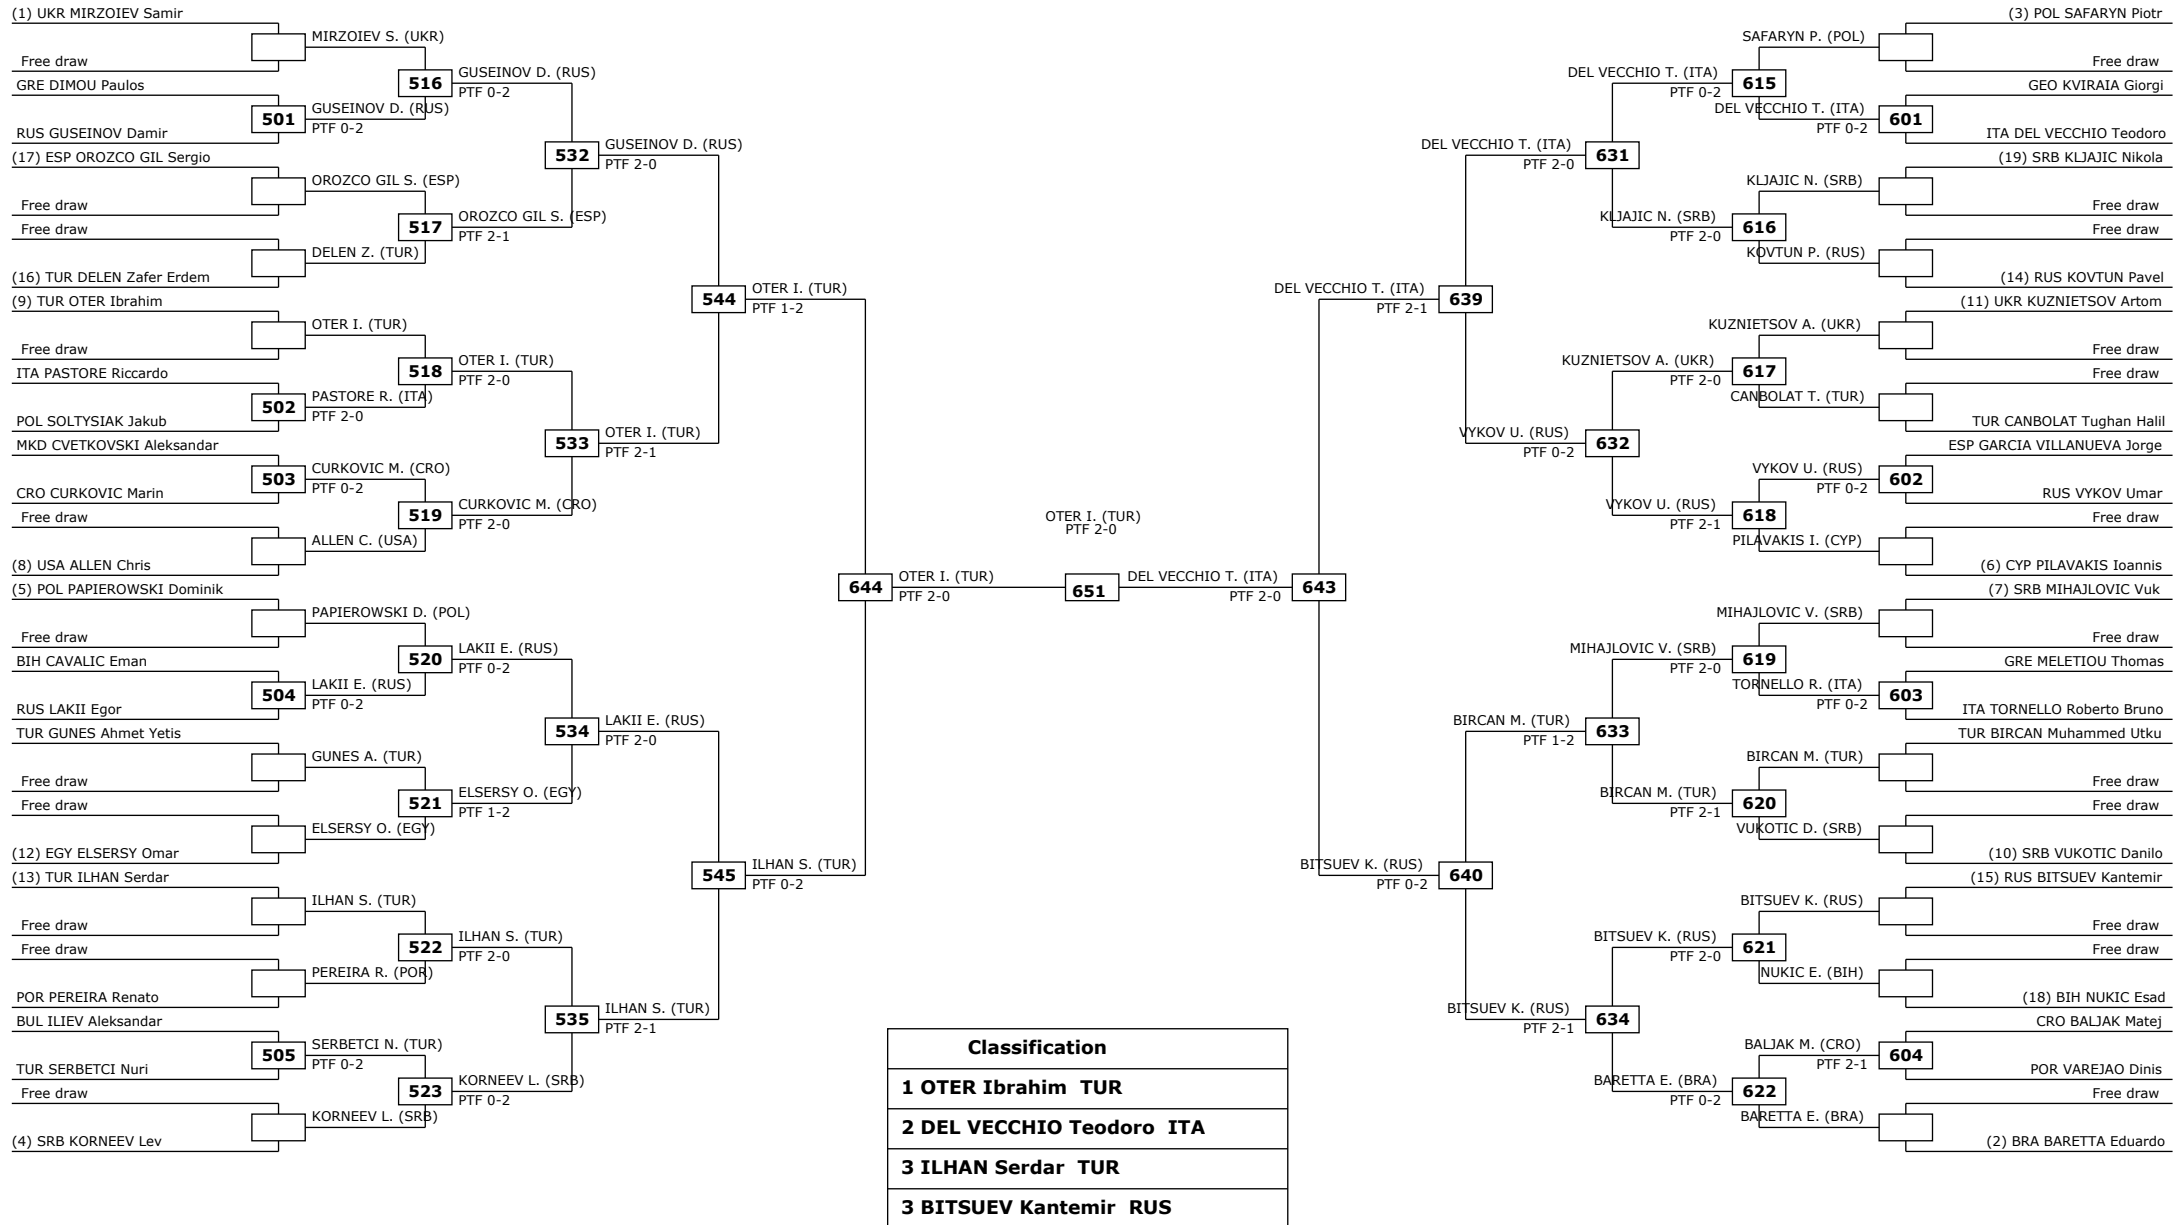 (1) UKR MIRZOIEV Samir
Free draw
MIRZOIEV S. (UKR)
GRE DIMOU Paulos
RUS GUSEINOV Damir
501
GUSEINOV D. (RUS)
PTF 0-2
516
GUSEINOV D. (RUS)
PTF 0-2
(17) ESP OROZCO GIL Sergio
Free draw
OROZCO GIL S. (ESP)
Free draw
(16) TUR DELEN Zafer Erdem
DELEN Z. (TUR)
517
OROZCO GIL S. (ESP)
PTF 2-1
532
GUSEINOV D. (RUS)
PTF 2-0
(9) TUR OTER Ibrahim
Free draw
OTER I. (TUR)
ITA PASTORE Riccardo
POL SOLTYSIAK Jakub
502
PASTORE R. (ITA)
PTF 2-0
518
OTER I. (TUR)
PTF 2-0
MKD CVETKOVSKI Aleksandar
CRO CURKOVIC Marin
503
CURKOVIC M. (CRO)
PTF 0-2
Free draw
(8) USA ALLEN Chris
ALLEN C. (USA)
519
CURKOVIC M. (CRO)
PTF 2-0
533
OTER I. (TUR)
PTF 2-1
544
OTER I. (TUR)
PTF 1-2
(5) POL PAPIEROWSKI Dominik
Free draw
PAPIEROWSKI D. (POL)
BIH CAVALIC Eman
RUS LAKII Egor
504
LAKII E. (RUS)
PTF 0-2
520
LAKII E. (RUS)
PTF 0-2
TUR GUNES Ahmet Yetis
Free draw
GUNES A. (TUR)
Free draw
(12) EGY ELSERSY Omar
ELSERSY O. (EGY)
521
ELSERSY O. (EGY)
PTF 1-2
534
LAKII E. (RUS)
PTF 2-0
(13) TUR ILHAN Serdar
Free draw
ILHAN S. (TUR)
Free draw
POR PEREIRA Renato
PEREIRA R. (POR)
522
ILHAN S. (TUR)
PTF 2-0
BUL ILIEV Aleksandar
TUR SERBETCI Nuri
505
SERBETCI N. (TUR)
PTF 0-2
Free draw
(4) SRB KORNEEV Lev
KORNEEV L. (SRB)
523
KORNEEV L. (SRB)
PTF 0-2
535
ILHAN S. (TUR)
PTF 2-1
545
ILHAN S. (TUR)
PTF 0-2
644
OTER I. (TUR)
PTF 2-0
OTER I. (TUR)
PTF 2-0
651
DEL VECCHIO T. (ITA)
PTF 2-0
643
(3) POL SAFARYN Piotr
Free draw
SAFARYN P. (POL)
GEO KVIRAIA Giorgi
ITA DEL VECCHIO Teodoro
601
DEL VECCHIO T. (ITA)
PTF 0-2
615
DEL VECCHIO T. (ITA)
PTF 0-2
(19) SRB KLJAJIC Nikola
Free draw
KLJAJIC N. (SRB)
Free draw
(14) RUS KOVTUN Pavel
KOVTUN P. (RUS)
616
KLJAJIC N. (SRB)
PTF 2-0
631
DEL VECCHIO T. (ITA)
PTF 2-0
(11) UKR KUZNIETSOV Artom
Free draw
KUZNIETSOV A. (UKR)
Free draw
TUR CANBOLAT Tughan Halil
CANBOLAT T. (TUR)
617
KUZNIETSOV A. (UKR)
PTF 2-0
ESP GARCIA VILLANUEVA Jorge
RUS VYKOV Umar
602
VYKOV U. (RUS)
PTF 0-2
Free draw
(6) CYP PILAVAKIS Ioannis
PILAVAKIS I. (CYP)
618
VYKOV U. (RUS)
PTF 2-1
632
VYKOV U. (RUS)
PTF 0-2
639
DEL VECCHIO T. (ITA)
PTF 2-1
(7) SRB MIHAJLOVIC Vuk
Free draw
MIHAJLOVIC V. (SRB)
GRE MELETIOU Thomas
ITA TORNELLO Roberto Bruno
603
TORNELLO R. (ITA)
PTF 0-2
619
MIHAJLOVIC V. (SRB)
PTF 2-0
TUR BIRCAN Muhammed Utku
Free draw
BIRCAN M. (TUR)
Free draw
(10) SRB VUKOTIC Danilo
VUKOTIC D. (SRB)
620
BIRCAN M. (TUR)
PTF 2-1
633
BIRCAN M. (TUR)
PTF 1-2
(15) RUS BITSUEV Kantemir
Free draw
BITSUEV K. (RUS)
Free draw
(18) BIH NUKIC Esad
NUKIC E. (BIH)
621
BITSUEV K. (RUS)
PTF 2-0
CRO BALJAK Matej
POR VAREJAO Dinis
604
BALJAK M. (CRO)
PTF 2-1
Free draw
(2) BRA BARETTA Eduardo
BARETTA E. (BRA)
622
BARETTA E. (BRA)
PTF 0-2
634
BITSUEV K. (RUS)
PTF 2-1
640
BITSUEV K. (RUS)
PTF 0-2
Classification
1 OTER Ibrahim TUR
2 DEL VECCHIO Teodoro ITA
3 ILHAN Serdar TUR
3 BITSUEV Kantemir RUS